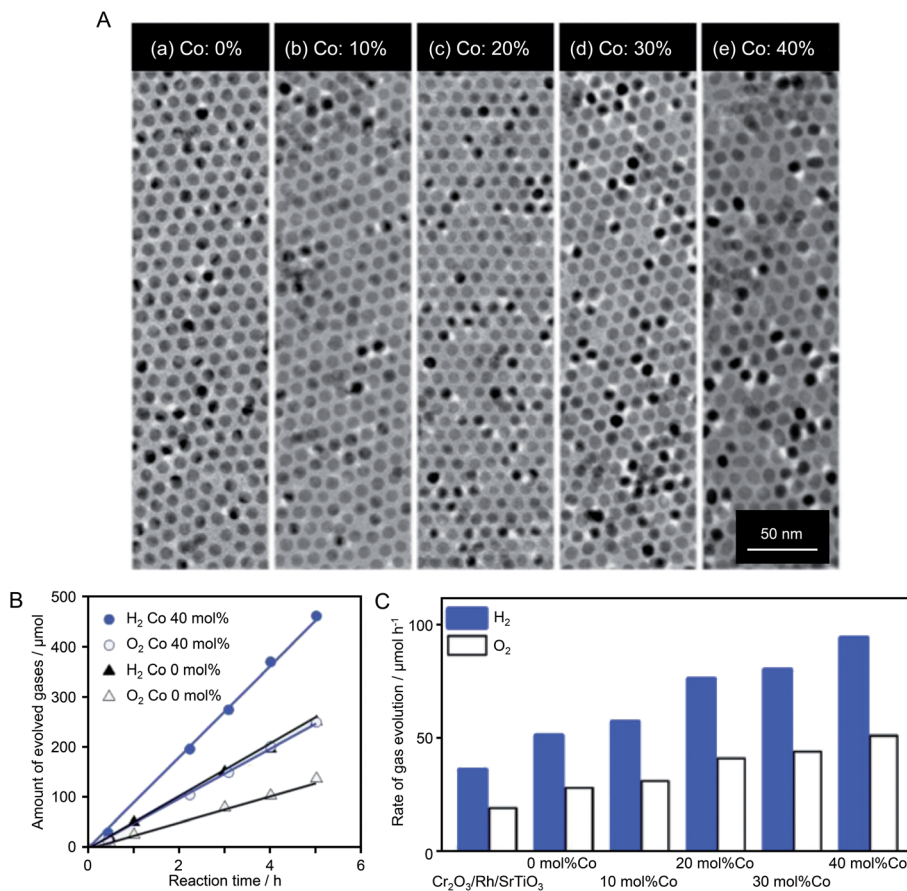 A
(a) Co: 0%
(b) Co: 10%
(c) Co: 20%
(d) Co: 30%
(e) Co: 40%
50 nm
B
500
400
300
200
100
0
0
2
4
6
Amount of evolved gases / μmol
Reaction time / h
H₂ Co 40 mol%
O₂ Co 40 mol%
H₂ Co 0 mol%
O₂ Co 0 mol%
C
H₂
O₂
100
50
0
Rate of gas evolution / μmol h⁻¹
0 mol%Co
20 mol%Co
40 mol%Co
Cr₂O₃/Rh/SrTiO₃
10 mol%Co
30 mol%Co